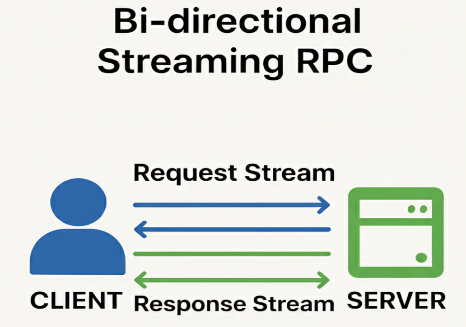 Bi-directional
Streaming RPC
Request Stream
CLIENT Response Stream SERVER